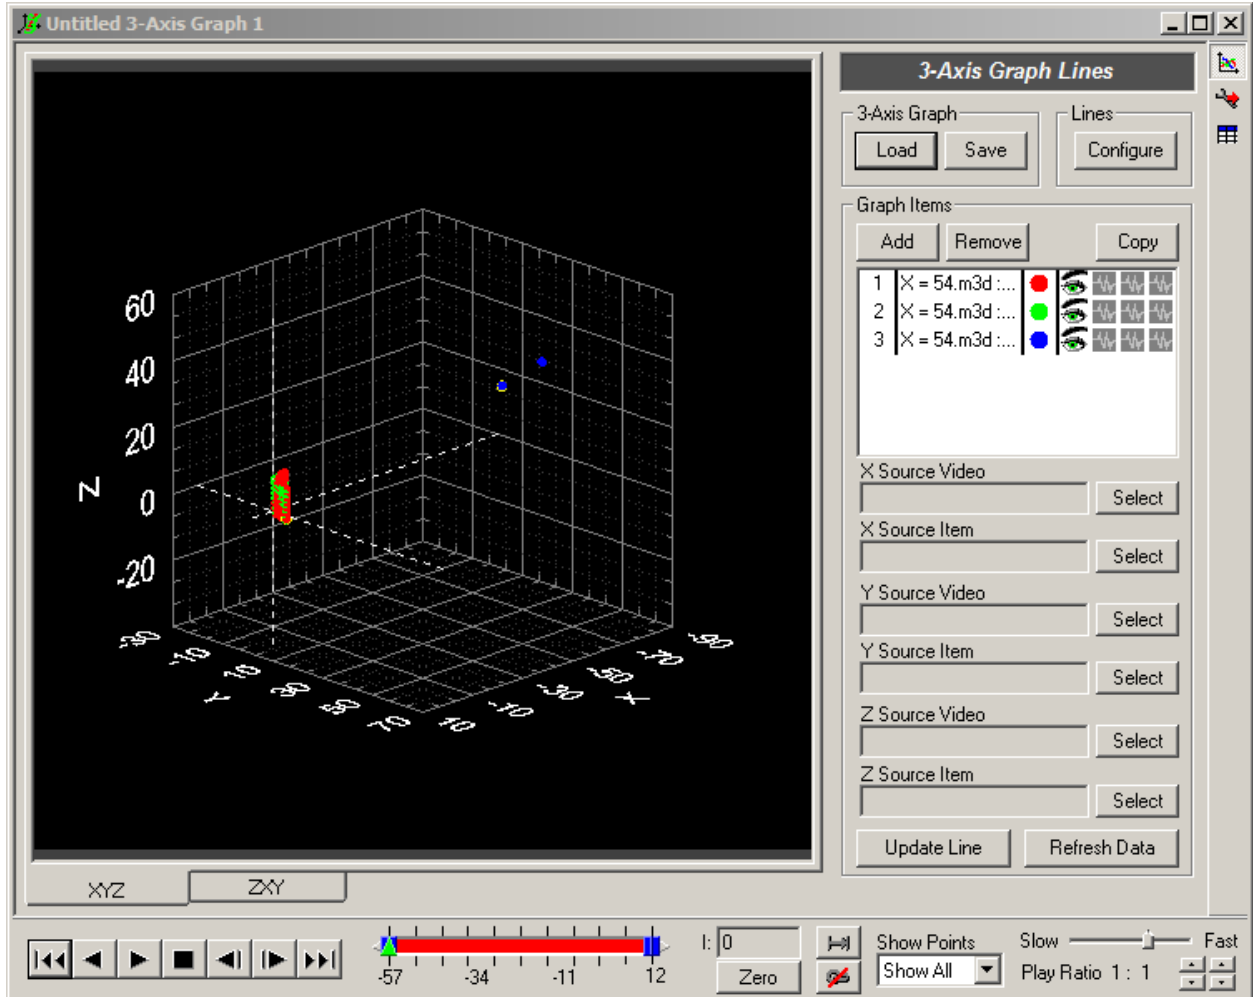 Untitled 3-Axis Graph 1
3-Axis Graph Lines
3-Axis Graph
Lines
Load
Save
Configure
Graph Items
Add
Remove
Copy
1 X = 54.m3d :...
2 X = 54.m3d :...
3 X = 54.m3d :...
X Source Video
Select
X Source Item
Select
Y Source Video
Select
Y Source Item
Select
Z Source Video
Select
Z Source Item
Select
Update Line
Refresh Data
60
40
20
Z
0
-20
-10
10
Y
70
10
-10
-30
-50
X
-70
-90
XYZ
ZXY
-57
-34
-11
12
I: 0
Zero
Show Points
Show All
Slow
Fast
Play Ratio 1 : 1